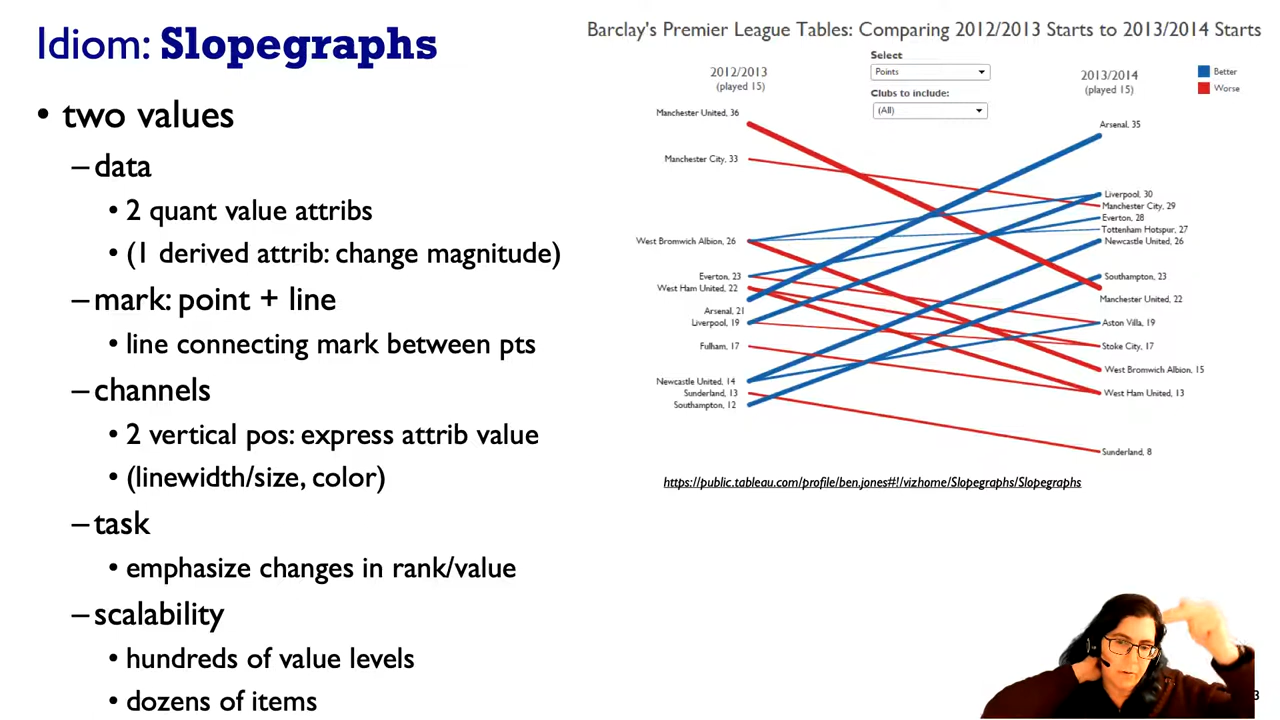 Idiom: Slopegraphs
• two values
– data
• 2 quant value attribs
• (1 derived attrib: change magnitude)
– mark: point + line
• line connecting mark between pts
– channels
• 2 vertical pos: express attrib value
• (linewidth/size, color)
– task
• emphasize changes in rank/value
– scalability
• hundreds of value levels
• dozens of items
Barclay's Premier League Tables: Comparing 2012/2013 Starts to 2013/2014 Starts
Select
Points
Clubs to include:
(All)
2012/2013
(played 15)
2013/2014
(played 15)
Better
Worse
Manchester United, 36
Manchester City, 33
West Bromwich Albion, 26
Everton, 23
West Ham United, 22
Arsenal, 21
Liverpool, 19
Fulham, 17
Newcastle United, 14
Sunderland, 13
Southampton, 12
Arsenal, 35
Liverpool, 30
Manchester City, 29
Everton, 28
Tottenham Hotspur, 27
Newcastle United, 26
Southampton, 23
Manchester United, 22
Aston Villa, 19
Stoke City, 17
West Bromwich Albion, 15
West Ham United, 13
Sunderland, 8
https://public.tableau.com/profile/ben.jones#!/vizhome/Slopegraphs/Slopegraphs